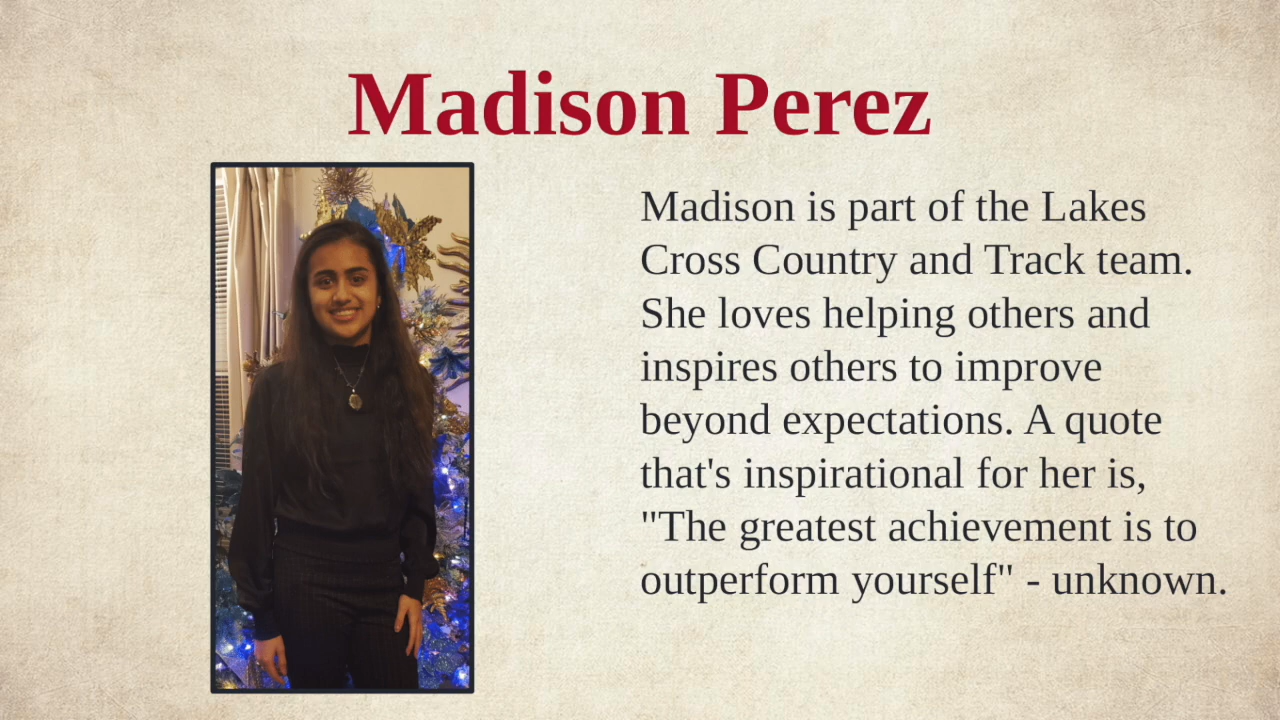 Madison Perez
Madison is part of the Lakes
Cross Country and Track team.
She loves helping others and
inspires others to improve
beyond expectations. A quote
that's inspirational for her is,
"The greatest achievement is to
outperform yourself" - unknown.